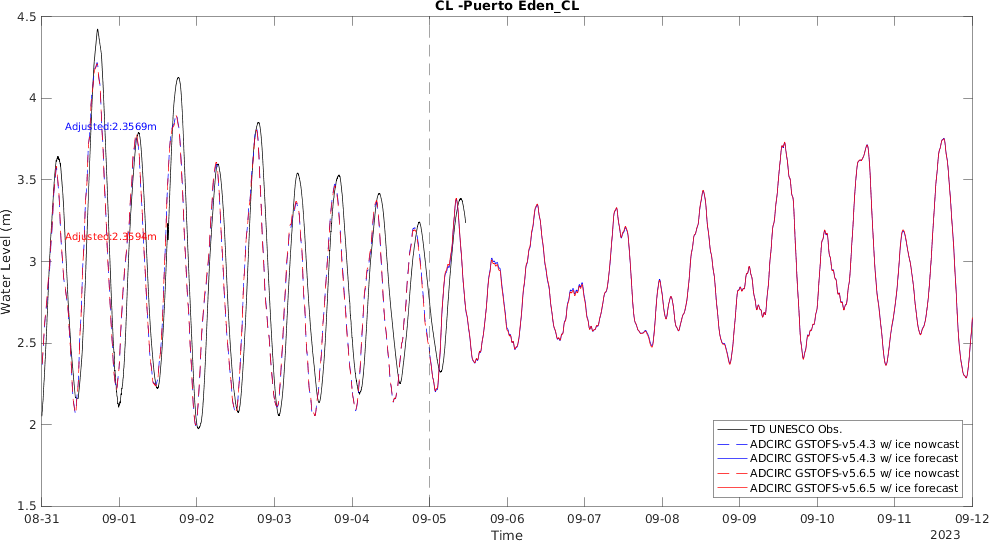 CL -Puerto Eden_CL
4.5
4
3.5
3
2.5
2
1.5
Water Level (m)
Adjusted:2.3569m
Adjusted:2.3594m
TD UNESCO Obs.
ADCIRC GSTOFS-v5.4.3 w/ ice nowcast
ADCIRC GSTOFS-v5.4.3 w/ ice forecast
ADCIRC GSTOFS-v5.6.5 w/ ice nowcast
ADCIRC GSTOFS-v5.6.5 w/ ice forecast
08-31 09-01 09-02 09-03 09-04 09-05 09-06 09-07 09-08 09-09 09-10 09-11 09-12
Time
2023